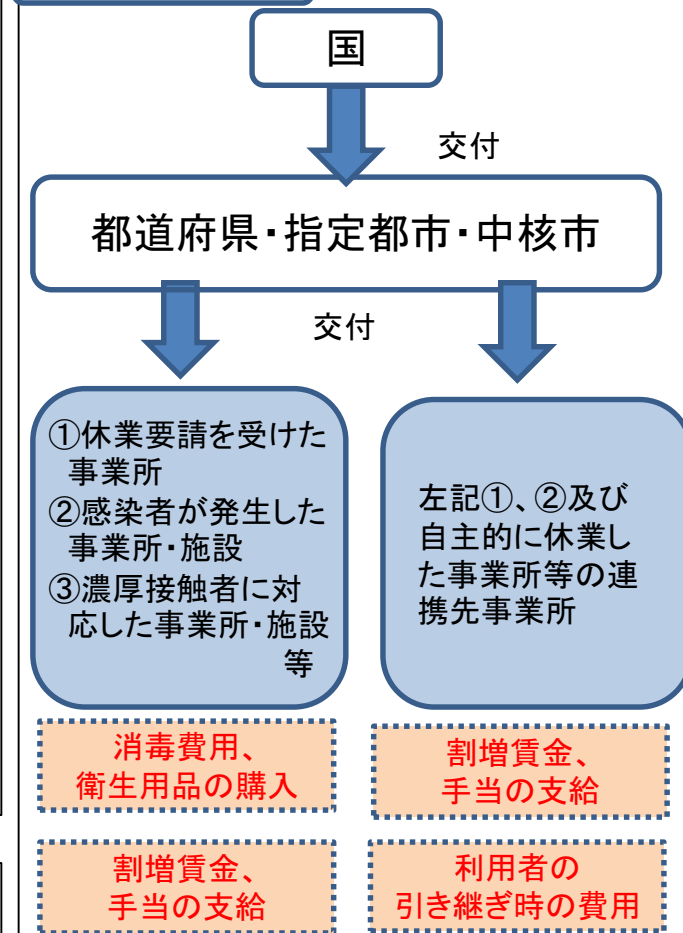 国
交付
都道府県・指定都市・中核市
交付
①休業要請を受けた
事業所
②感染者が発生した
事業所・施設
③濃厚接触者に対
応した事業所・施設
等
左記①、②及び
自主的に休業し
た事業所等の連
携先事業所
消毒費用、
衛生用品の購入
割増賃金、
手当の支給
割増賃金、
手当の支給
利用者の
引き継ぎ時の費用